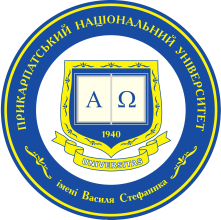 ПРИКАРПАТСЬКИЙ НАЦІОНАЛЬНИЙ УНІВЕРСИТЕТ
Α Ω
1940
UNIVERSITAS
імені Василя Стефаника